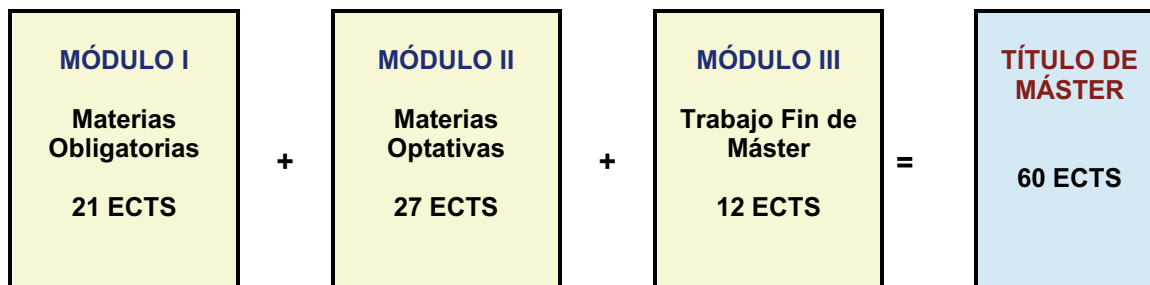 MÓDULO I
Materias
Obligatorias
21 ECTS
+
MÓDULO II
Materias
Optativas
27 ECTS
+
MÓDULO III
Trabajo Fin de
Máster
12 ECTS
=
TÍTULO DE
MÁSTER
60 ECTS